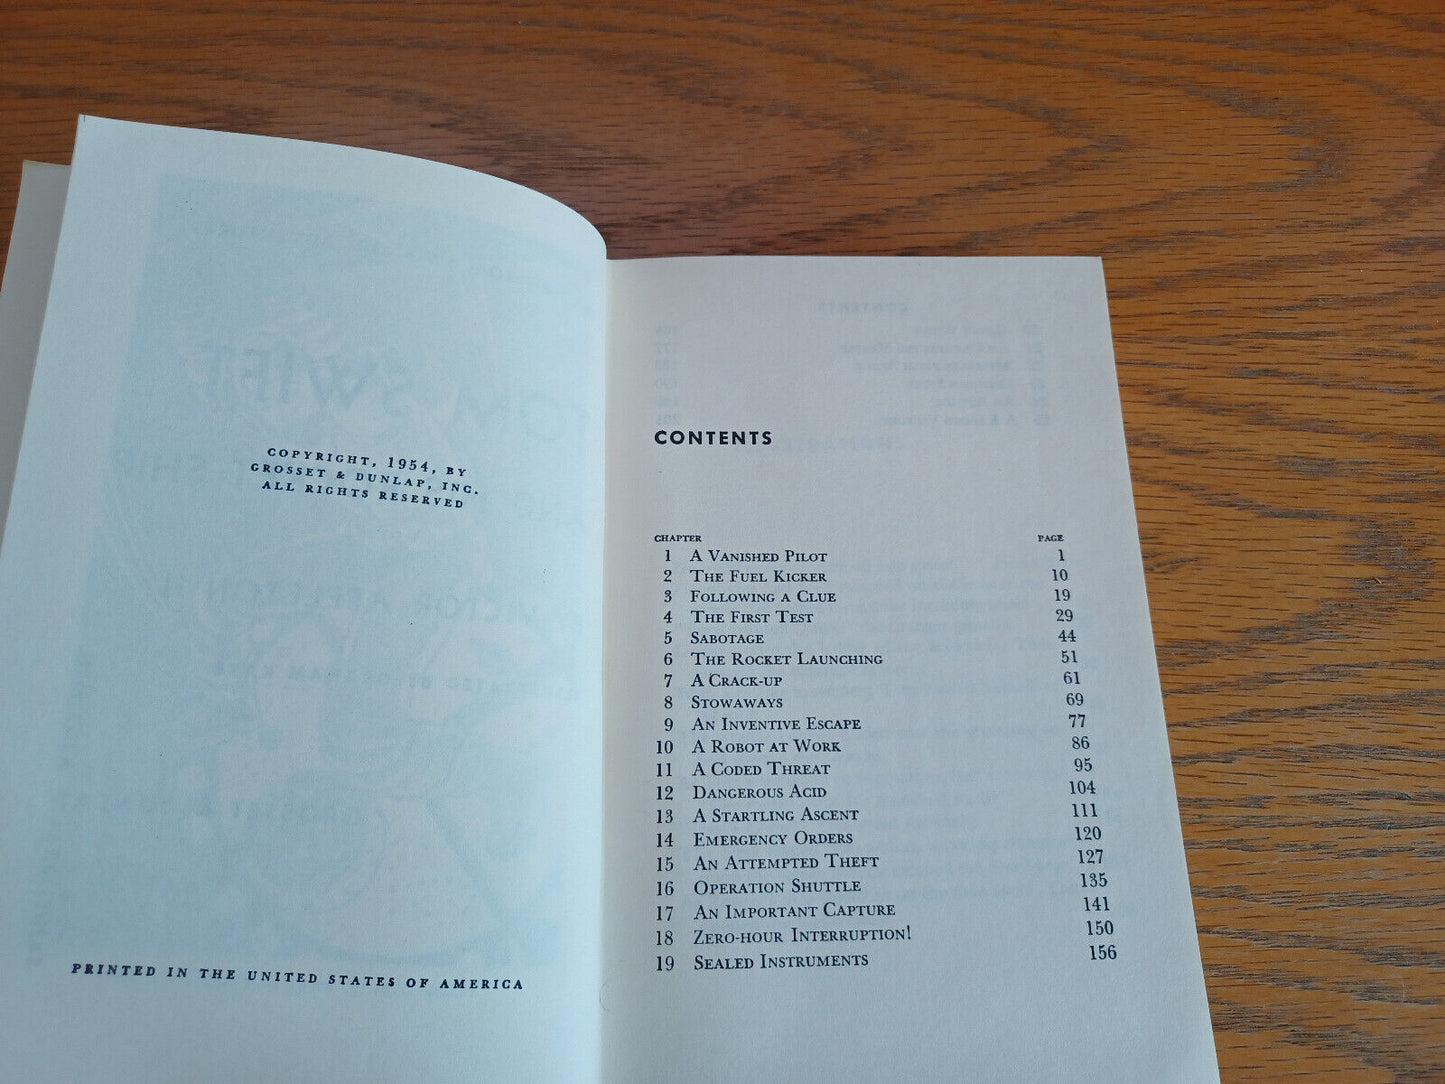 COPYRIGHT, 1954, BY
GROSSET & DUNLAP, INC.
ALL RIGHTS RESERVED
PRINTED IN THE UNITED STATES OF AMERICA
CONTENTS
CHAPTER PAGE
1 A Vanished Pilot 1
2 The Fuel Kicker 10
3 Following a Clue 19
4 The First Test 29
5 Sabotage 44
6 The Rocket Launching 51
7 A Crack-up 61
8 Stowaways 69
9 An Inventive Escape 77
10 A Robot at Work 86
11 A Coded Threat 95
12 Dangerous Acid 104
13 A Startling Ascent 111
14 Emergency Orders 120
15 An Attempted Theft 127
16 Operation Shuttle 135
17 An Important Capture 141
18 Zero-hour Interruption! 150
19 Sealed Instruments 156